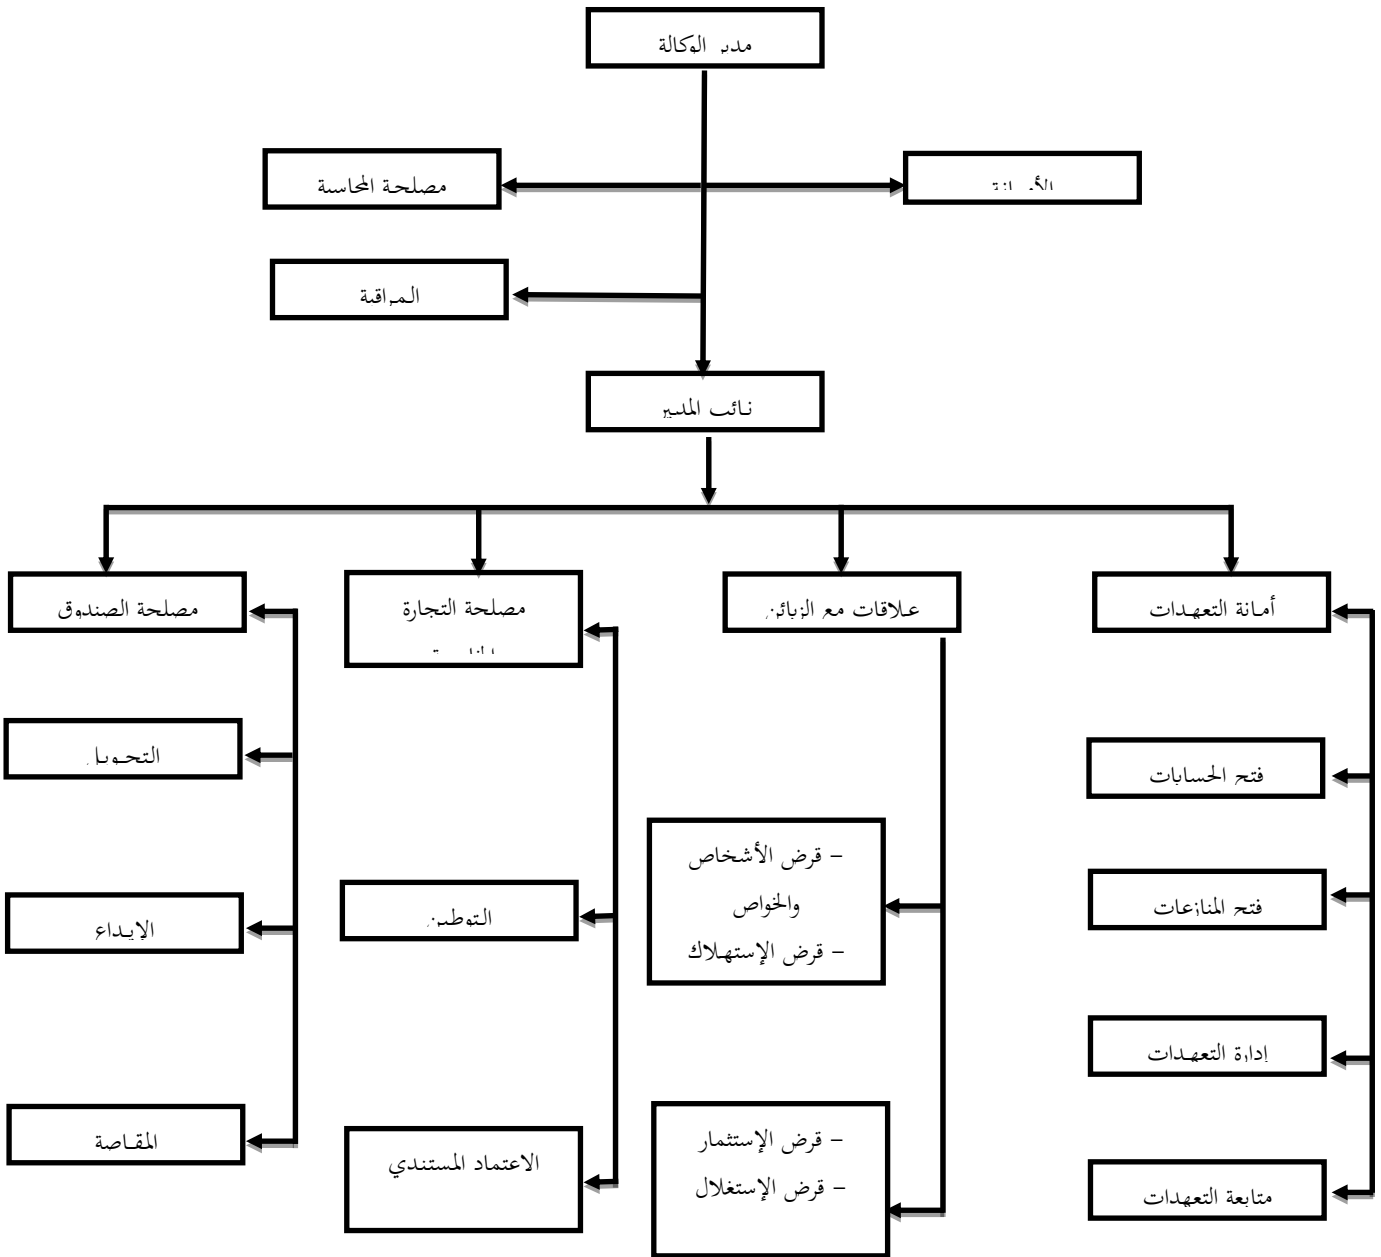 مدير الوكالة
الأمانة
مصلحة المحاسبة
المراقبة
نائب المدير
أمانة التعهدات
علاقات مع الزبائن
مصلحة التجارة
مصلحة الصندوق
فتح الحسابات
فتح المنازعات
إدارة التعهدات
متابعة التعهدات
– قرض الأشخاص
والخواص
– قرض الإستهلاك
– قرض الإستثمار
– قرض الإستغلال
التوطين
الاعتماد المستندي
التحويل
الإيداع
المقاصة